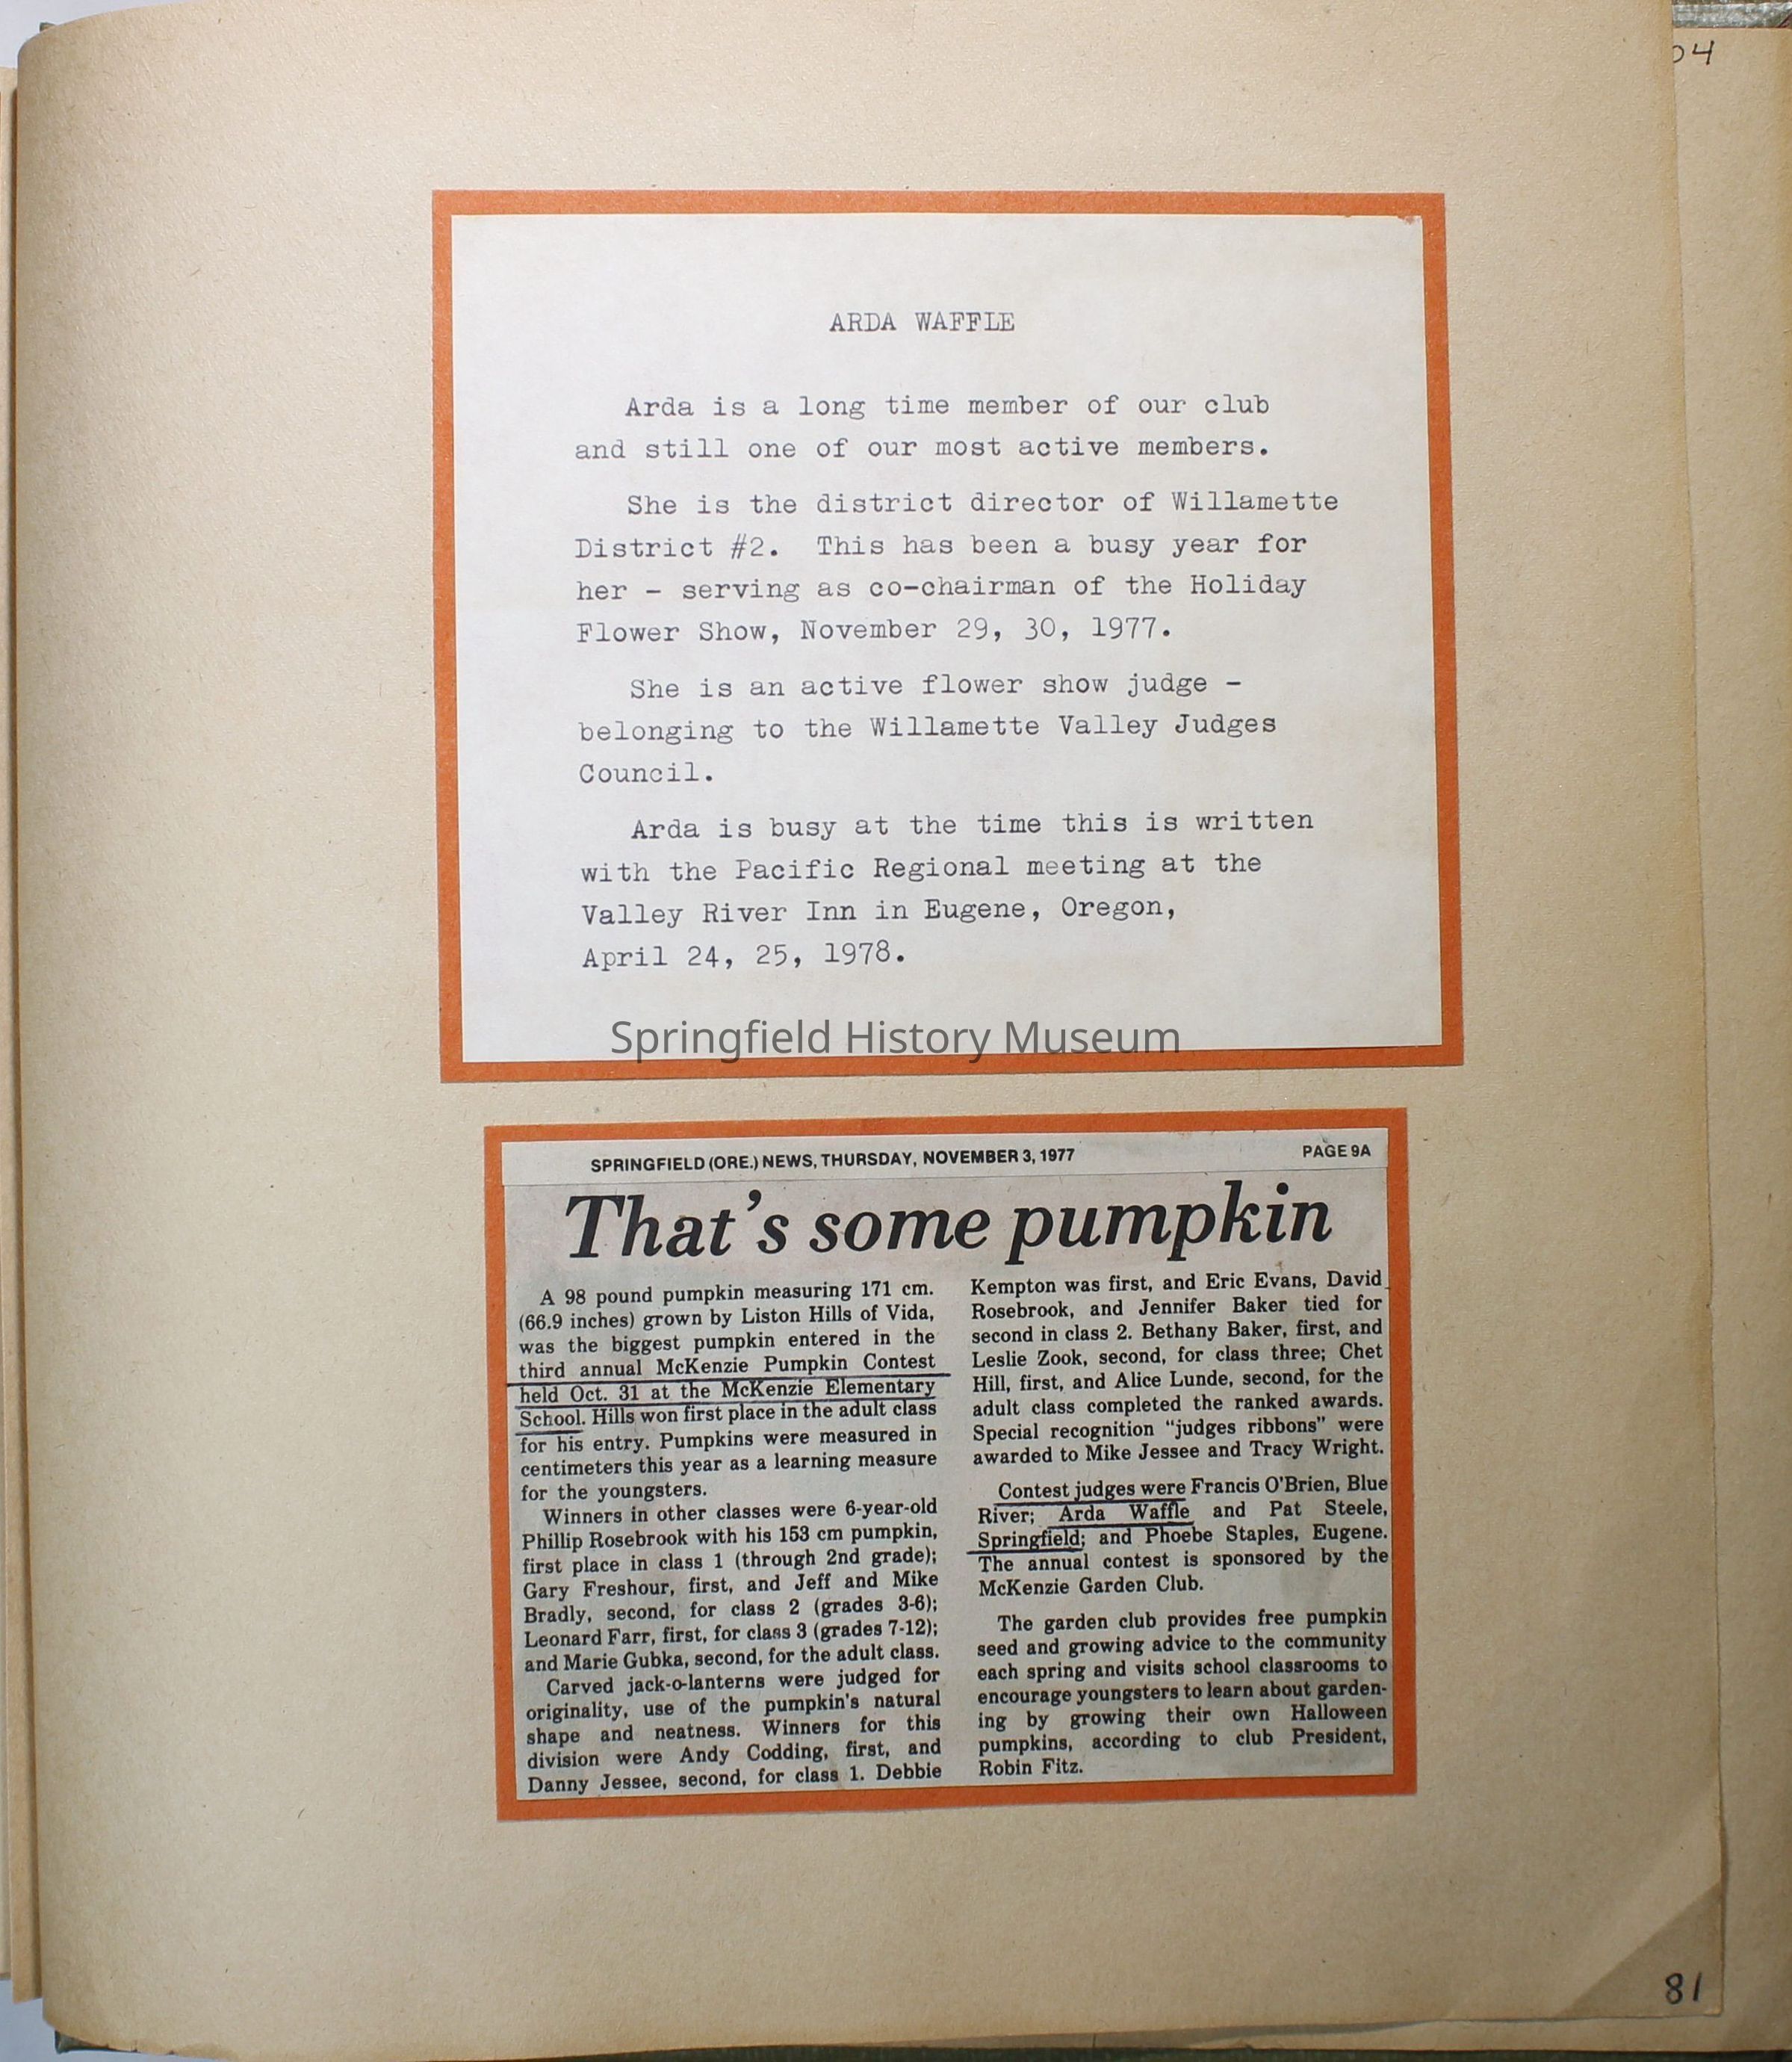 04
ARDA WAFFLE
Arda is a long time member of our club
and still one of our most active members.
She is the district director of Willamette
District #2. This has been a busy year for
her - serving as co-chairman of the Holiday
Flower Show, November 29, 30, 1977.
She is an active flower show judge -
belonging to the Willamette Valley Judges
Council.
Arda is busy at the time this is written
with the Pacific Regional meeting at the
Valley River Inn in Eugene, Oregon,
April 24, 25, 1978.
Springfield History Museum
SPRINGFIELD (ORE.) NEWS, THURSDAY, NOVEMBER 3, 1977 PAGE 9A
That's some pumpkin
A 98 pound pumpkin measuring 171 cm.
(66.9 inches) grown by Liston Hills of Vida,
was the biggest pumpkin entered in the
third annual McKenzie Pumpkin Contest
held Oct. 31 at the McKenzie Elementary
School. Hills won first place in the adult class
for his entry. Pumpkins were measured in
centimeters this year as a learning measure
for the youngsters.
Winners in other classes were 6-year-old
Phillip Rosebrook with his 153 cm pumpkin,
first place in class 1 (through 2nd grade);
Gary Freshour, first, and Jeff and Mike
Bradly, second, for class 2 (grades 3-6);
Leonard Farr, first, for class 3 (grades 7-12);
and Marie Gubka, second, for the adult class.
Carved jack-o-lanterns were judged for
originality, use of the pumpkin's natural
shape and neatness. Winners for this
division were Andy Codding, first, and
Danny Jessee, second, for class 1. Debbie
Kempton was first, and Eric Evans, David
Rosebrook, and Jennifer Baker tied for
second in class 2. Bethany Baker, first, and
Leslie Zook, second, for class three; Chet
Hill, first, and Alice Lunde, second, for the
adult class completed the ranked awards.
Special recognition "judges ribbons" were
awarded to Mike Jessee and Tracy Wright.
Contest judges were Francis O'Brien, Blue
River; Arda Waffle and Pat Steele,
Springfield; and Phoebe Staples, Eugene.
The annual contest is sponsored by the
McKenzie Garden Club.
The garden club provides free pumpkin
seed and growing advice to the community
each spring and visits school classrooms to
encourage youngsters to learn about garden-
ing by growing their own Halloween
pumpkins, according to club President,
Robin Fitz.
81